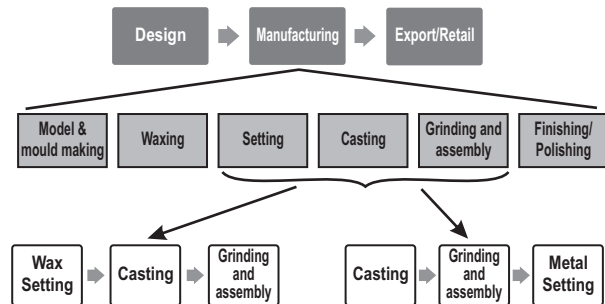 Design
Manufacturing
Export/Retail
Model &
mould making
Waxing
Setting
Casting
Grinding and
assembly
Finishing/
Polishing
Wax
Setting
Casting
Grinding
and
assembly
Casting
Grinding
and
assembly
Metal
Setting